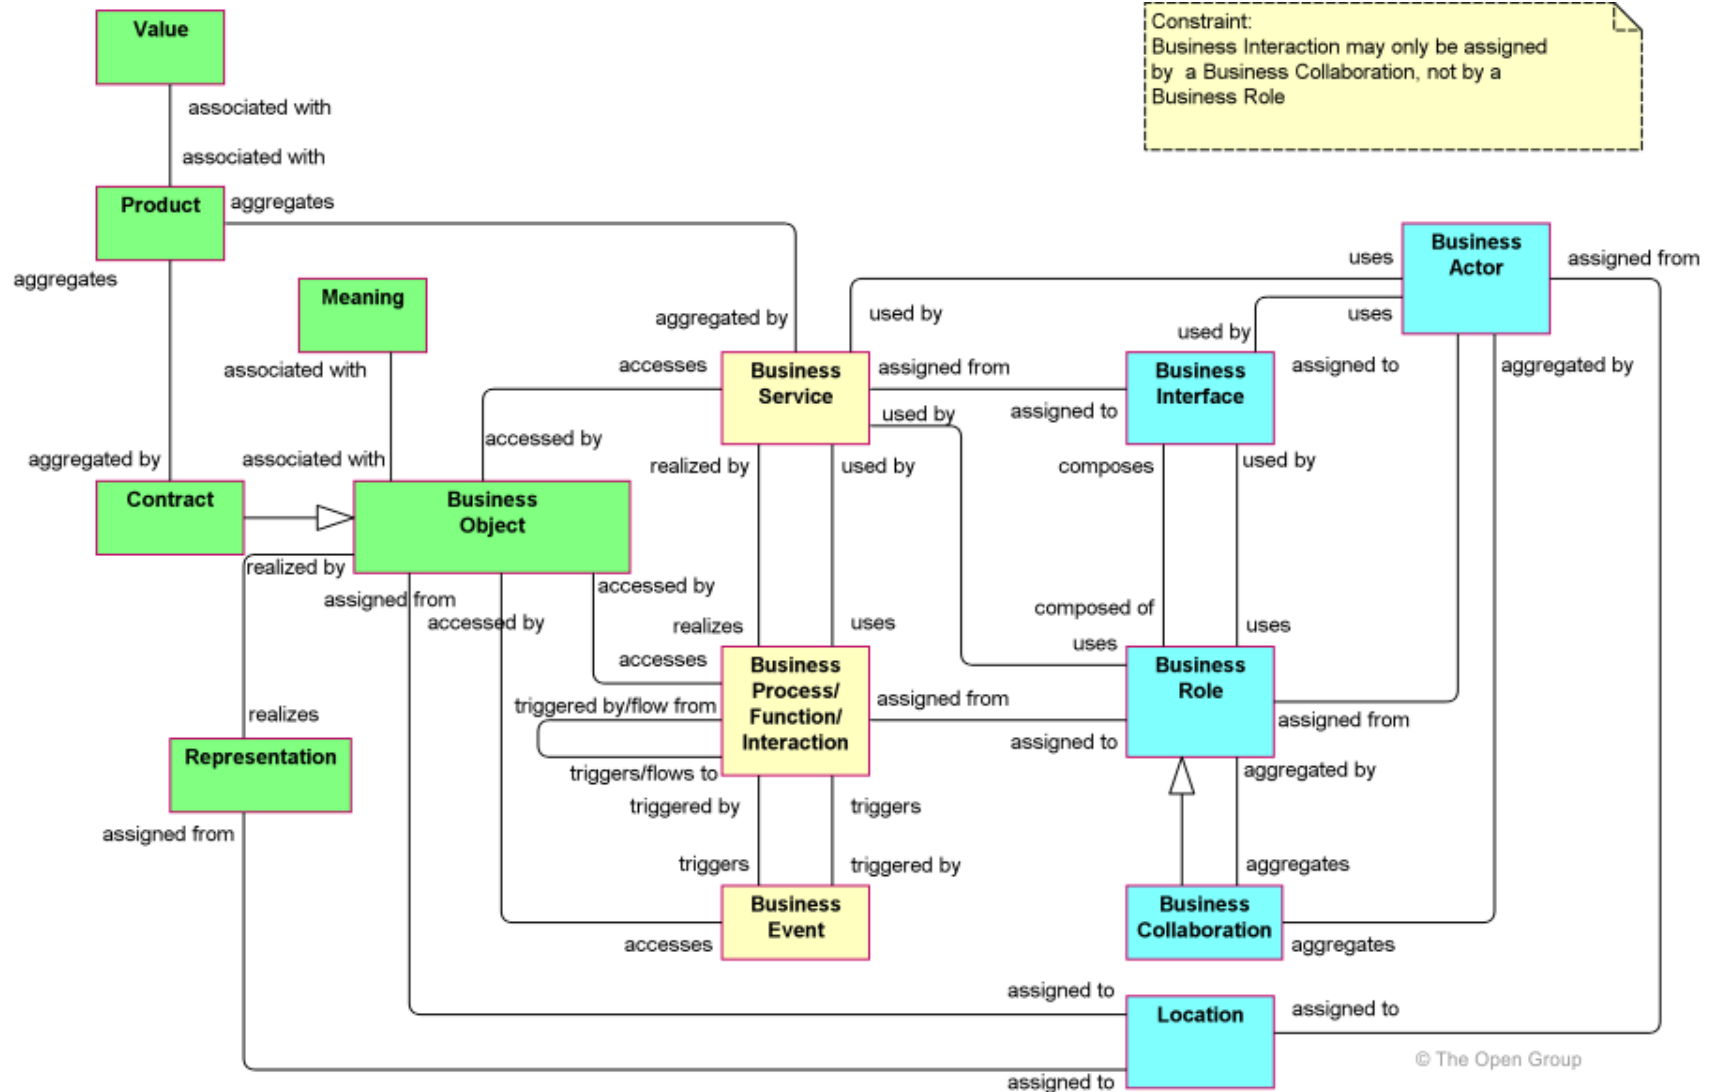 Value
Constraint:
Business Interaction may only be assigned
by a Business Collaboration, not by a
Business Role
associated with
associated with
Product
aggregates
aggregates
Meaning
Business
Actor
uses
assigned from
uses
aggregated by
used by
used by
associated with
accesses
Business
Service
assigned from
Business
Interface
assigned to
aggregated by
assigned to
used by
accessed by
aggregated by
associated with
realized by
used by
composes
used by
Contract
Business
Object
realized by
assigned from
accessed by
accessed by
composed of
realizes
uses
uses
uses
accesses
Business
Process/
Function/
Interaction
Business
Role
triggered by/flow from
assigned from
assigned from
realizes
assigned to
Representation
triggers/flows to
aggregated by
triggered by
triggers
assigned from
triggers
triggered by
aggregates
Business
Event
Business
Collaboration
accesses
aggregates
assigned to
Location
assigned to
© The Open Group
assigned to